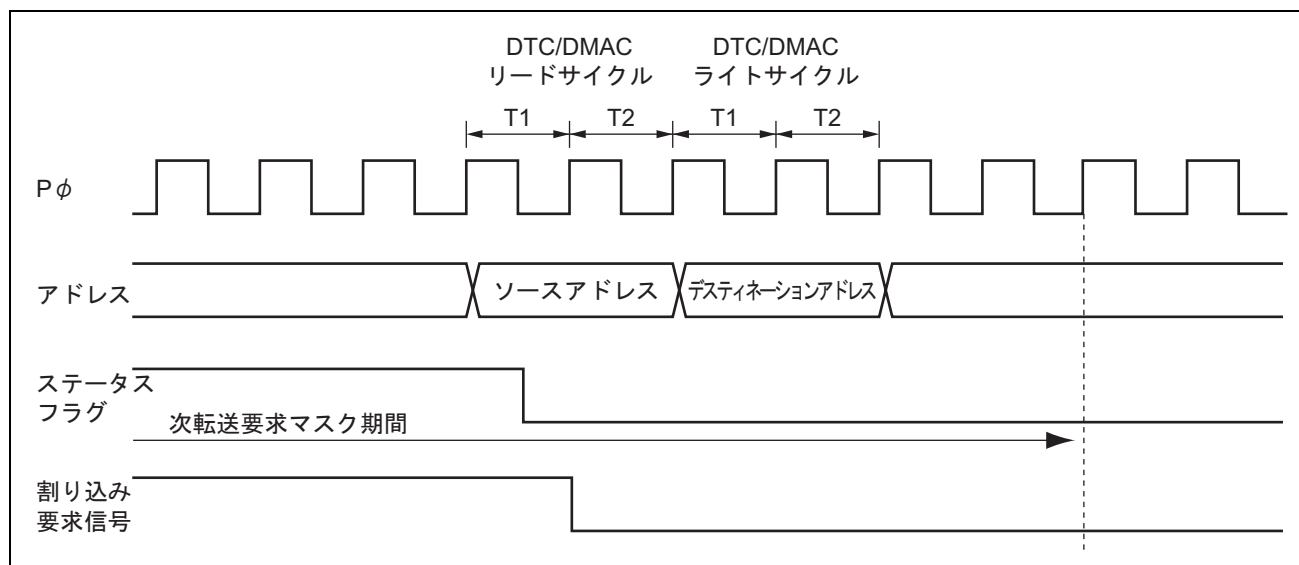 DTC/DMAC
リードサイクル
DTC/DMAC
ライトサイクル
T1
T2
T1
T2
Pφ
アドレス
ソースアドレス
デスティネーションアドレス
ステータス
フラグ
次転送要求マスク期間
割り込み
要求信号